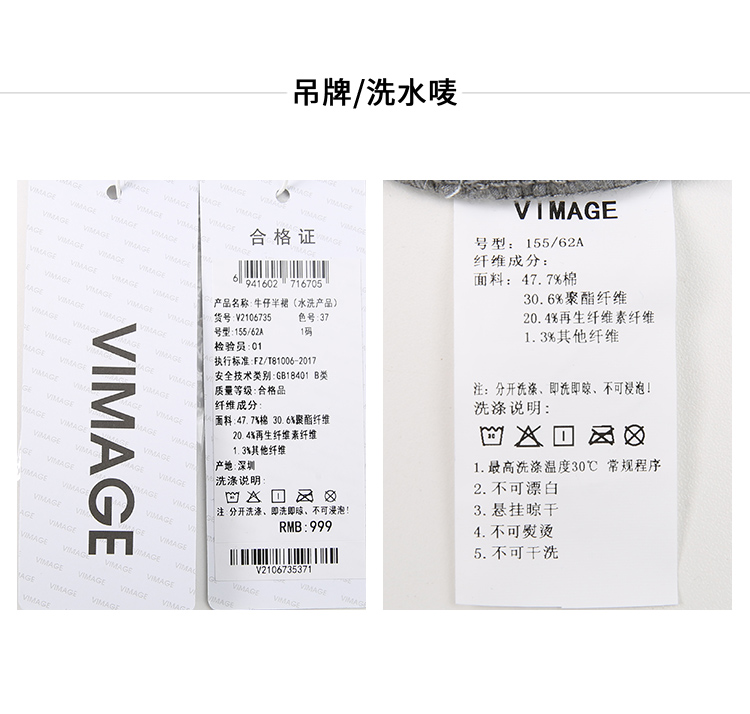 吊牌/洗水唛
VIMAGE
合格证
6 941602 716705
产品名称:牛仔半裙(水洗产品)
货号:V2106735 色号:37
号型:155/62A 1码
检验员:01
执行标准:FZ/T81006-2017
安全技术类别:GB18401 B类
质量等级:合格品
纤维成分:
面料:47.7%棉 30.6%聚酯纤维
20.4%再生纤维素纤维
1.3%其他纤维
产地:深圳
洗涤说明:
注:分开洗涤、即洗即晾、不可浸泡!
RMB:999
V2106735371
VIMAGE
号型: 155/62A
纤维成分:
面料: 47.7%棉
30.6%聚酯纤维
20.4%再生纤维素纤维
1.3%其他纤维
注: 分开洗涤、即洗即晾、不可浸泡!
洗涤说明:
1.最高洗涤温度30℃ 常规程序
2.不可漂白
3.悬挂晾干
4.不可熨烫
5.不可干洗